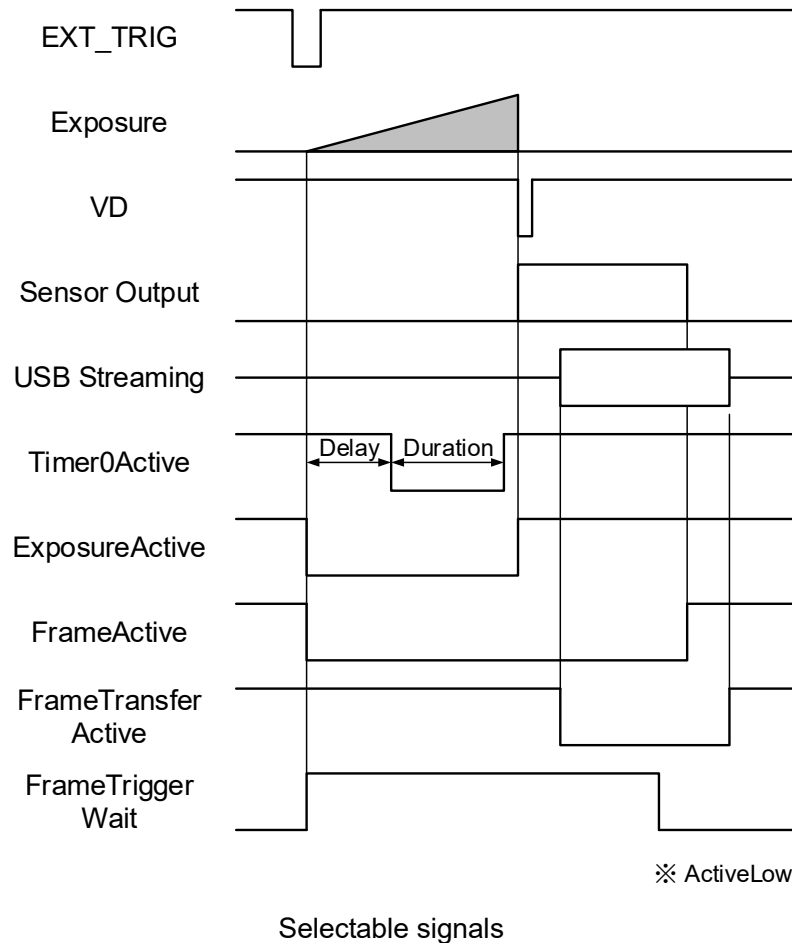 EXT_TRIG
Exposure
VD
Sensor Output
USB Streaming
Timer0Active
Delay
Duration
ExposureActive
FrameActive
FrameTransfer
Active
FrameTrigger
Wait
※ ActiveLow
Selectable signals